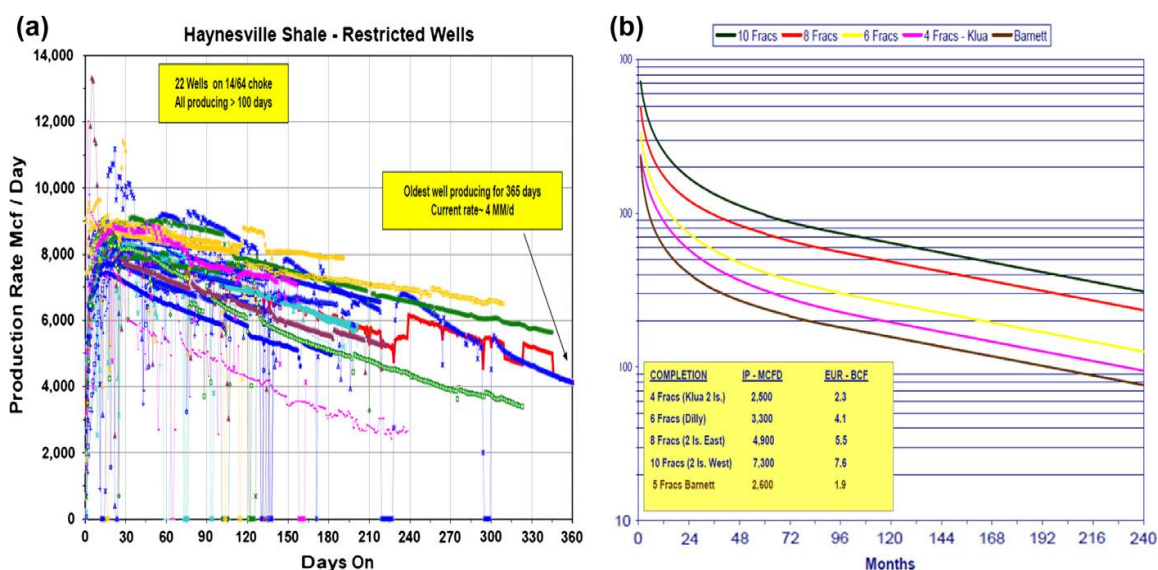 (a)
Haynesville Shale - Restricted Wells
22 Wells on 14/64 choke
All producing > 100 days
Oldest well producing for 365 days
Current rate~ 4 MM/d
Production Rate Mcf / Day
14,000
12,000
10,000
8,000
6,000
4,000
2,000
0
0 30 60 90 120 150 180 210 240 270 300 330 360
Days On
(b)
10 Fracs 8 Fracs 6 Fracs 4 Fracs - Klua Barnett
000
000
100
10
COMPLETION IP - MCFD EUR - BCF
4 Fracs (Klua 2 Is.) 2,500 2.3
6 Fracs (Dilly) 3,300 4.1
8 Fracs (2 Is. East) 4,900 5.5
10 Fracs (2 Is. West) 7,300 7.6
5 Fracs Barnett 2,600 1.9
0 24 48 72 96 120 144 168 192 216 240
Months